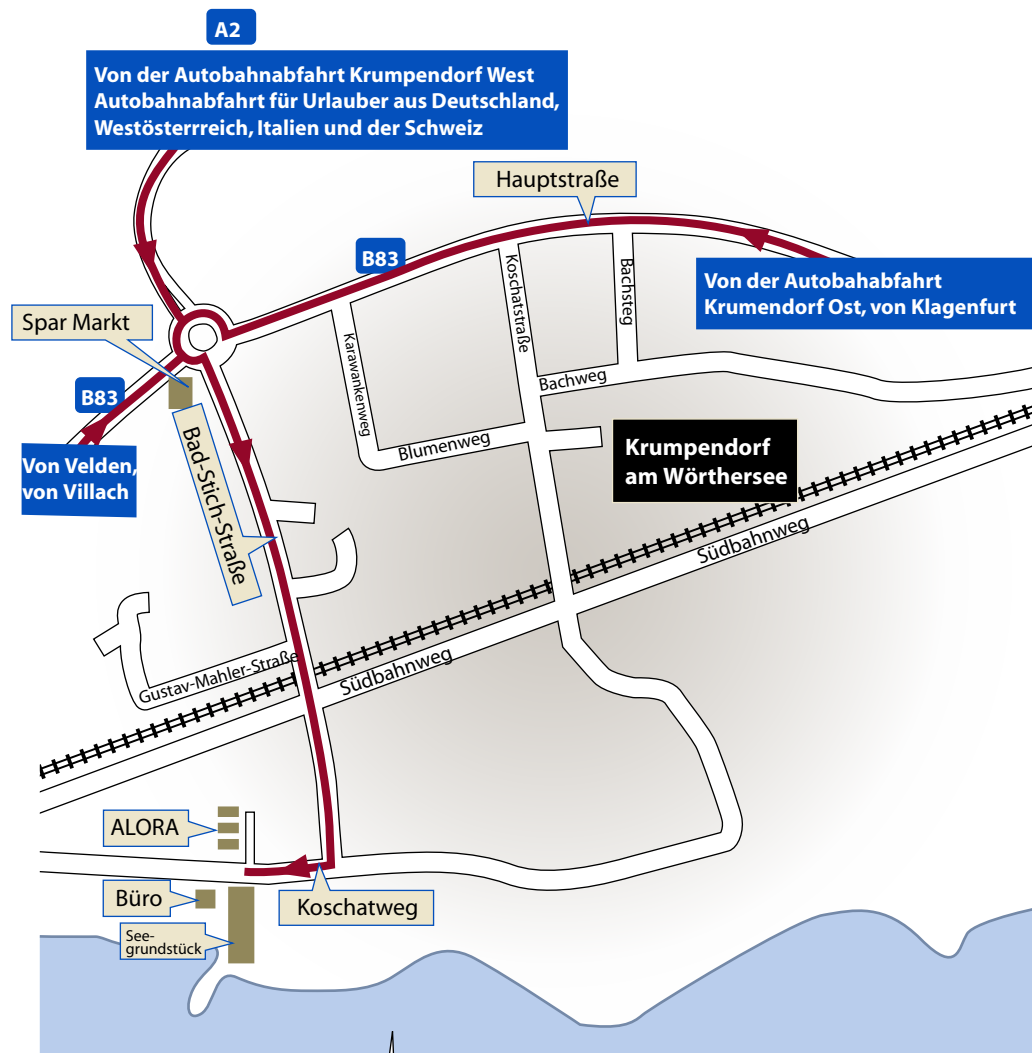 A2
Von der Autobahnabfahrt Krumpendorf West
Autobahnabfahrt für Urlauber aus Deutschland,
Westösterrreich, Italien und der Schweiz
Hauptstraße
B83
Von der Autobahabfahrt
Krumendorf Ost, von Klagenfurt
Spar Markt
B83
Von Velden,
von Villach
Bad-Stich-Straße
Karawankenweg
Koschatstraße
Bachsteg
Bachweg
Blumenweg
Krumpendorf
am Wörthersee
Südbahnweg
Südbahnweg
Gustav-Mahler-Straße
ALORA
Büro
Koschatweg
See-
grundstück